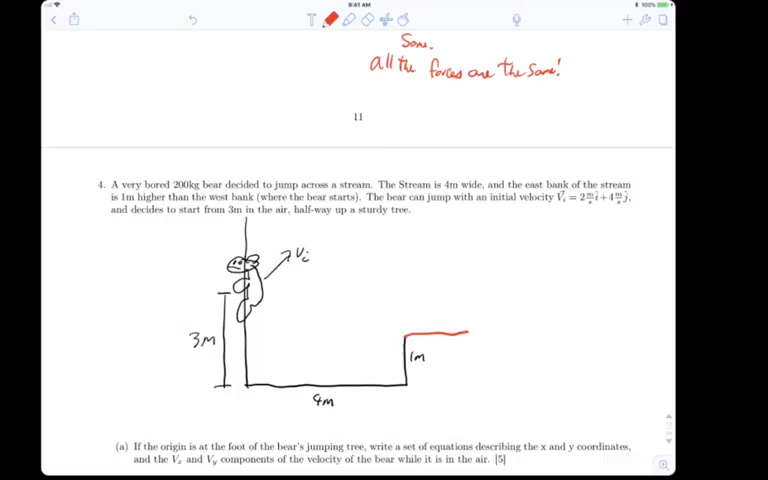 9:41 AM
100%
T
Same.
all the forces are the same!
11
4. A very bored 200kg bear decided to jump across a stream. The Stream is 4m wide, and the east bank of the stream
is 1m higher than the west bank (where the bear starts). The bear can jump with an initial velocity V⃗ᵢ = 2 m/s î + 4 m/s ĵ,
and decides to start from 3m in the air, half-way up a sturdy tree.
Vi
3M
1m
4m
(a) If the origin is at the foot of the bear's jumping tree, write a set of equations describing the x and y coordinates,
and the Vₓ and Vᵧ components of the velocity of the bear while it is in the air. [5]